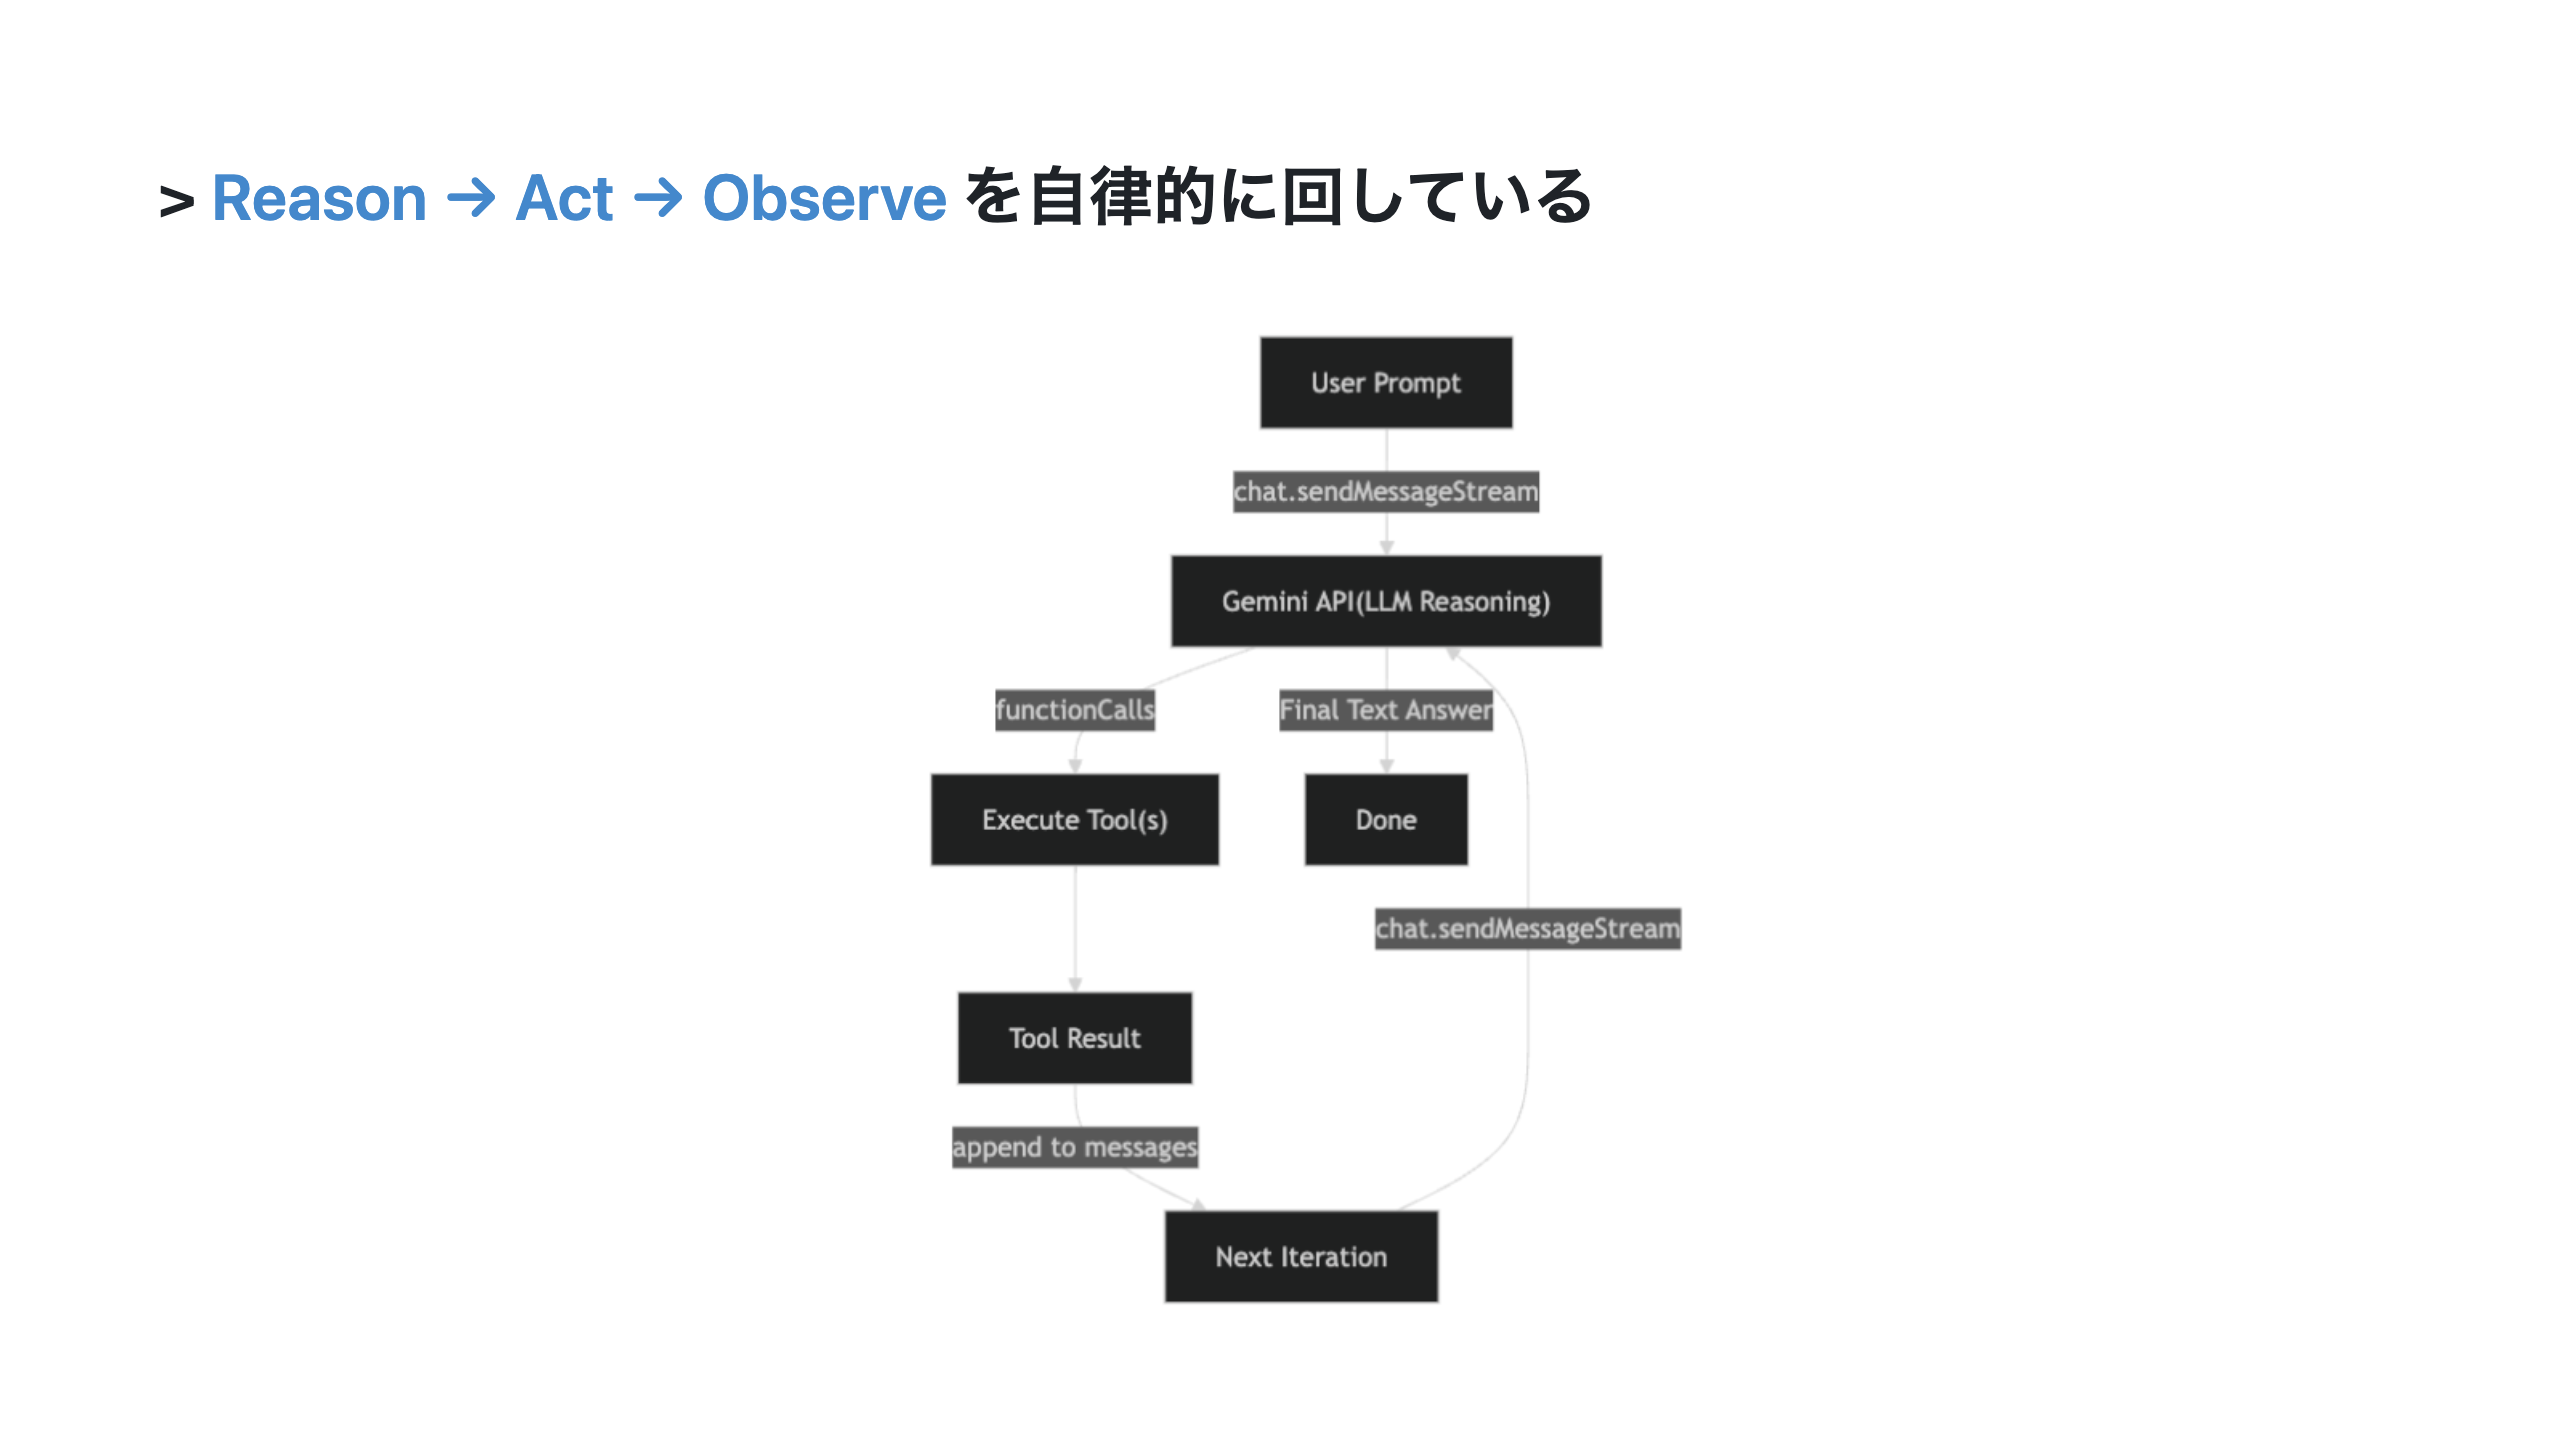 > Reason → Act → Observe を自律的に回している
User Prompt
chat.sendMessageStream
Gemini API(LLM Reasoning)
functionCalls
Final Text Answer
Execute Tool(s)
Done
chat.sendMessageStream
Tool Result
append to messages
Next Iteration